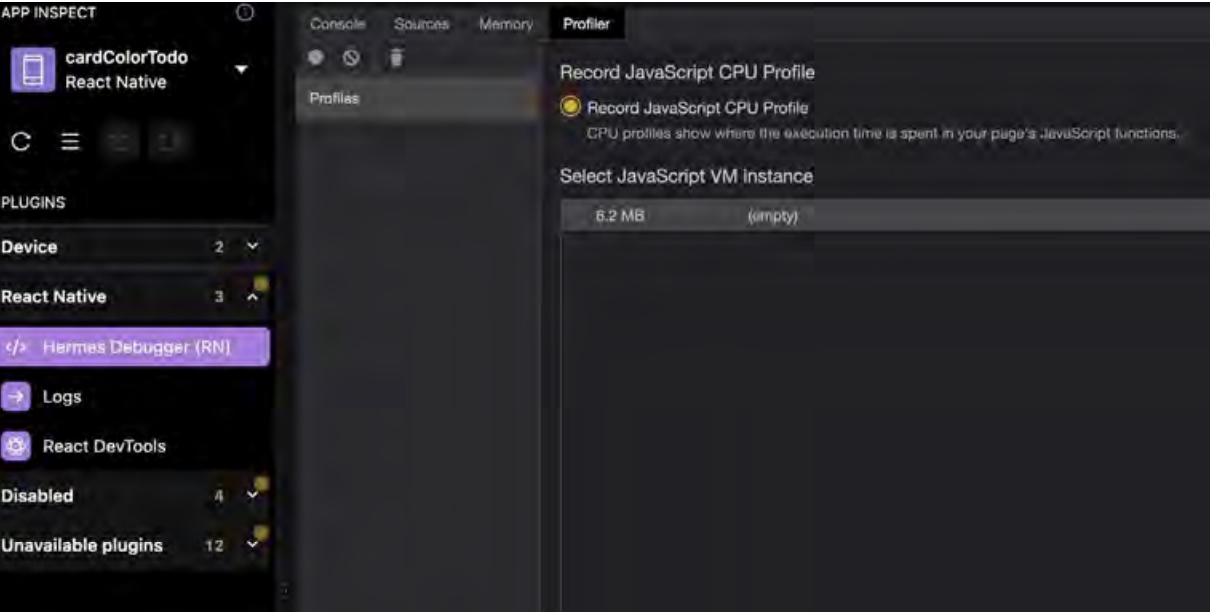 APP INSPECT
cardColorTodo
React Native
PLUGINS
Device 2
React Native 3
</> Hermes Debugger (RN)
Logs
React DevTools
Disabled 4
Unavailable plugins 12
Console Sources Memory Profiler
Profiles
Record JavaScript CPU Profile
Record JavaScript CPU Profile
CPU profiles show where the execution time is spent in your page's JavaScript functions.
Select JavaScript VM instance
6.2 MB (empty)